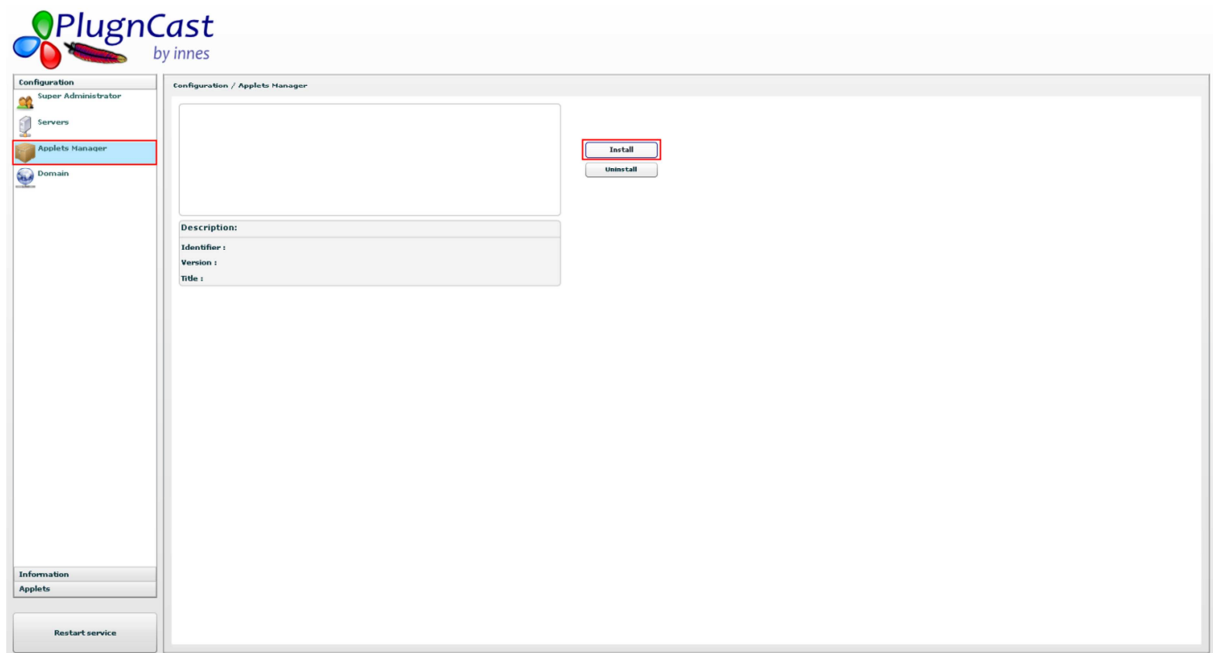 PlugnCast
by innes
Configuration
Super Administrator
Servers
Applets Manager
Domain
Information
Applets
Restart service
Configuration / Applets Manager
Install
Uninstall
Description:
Identifier :
Version :
Title :